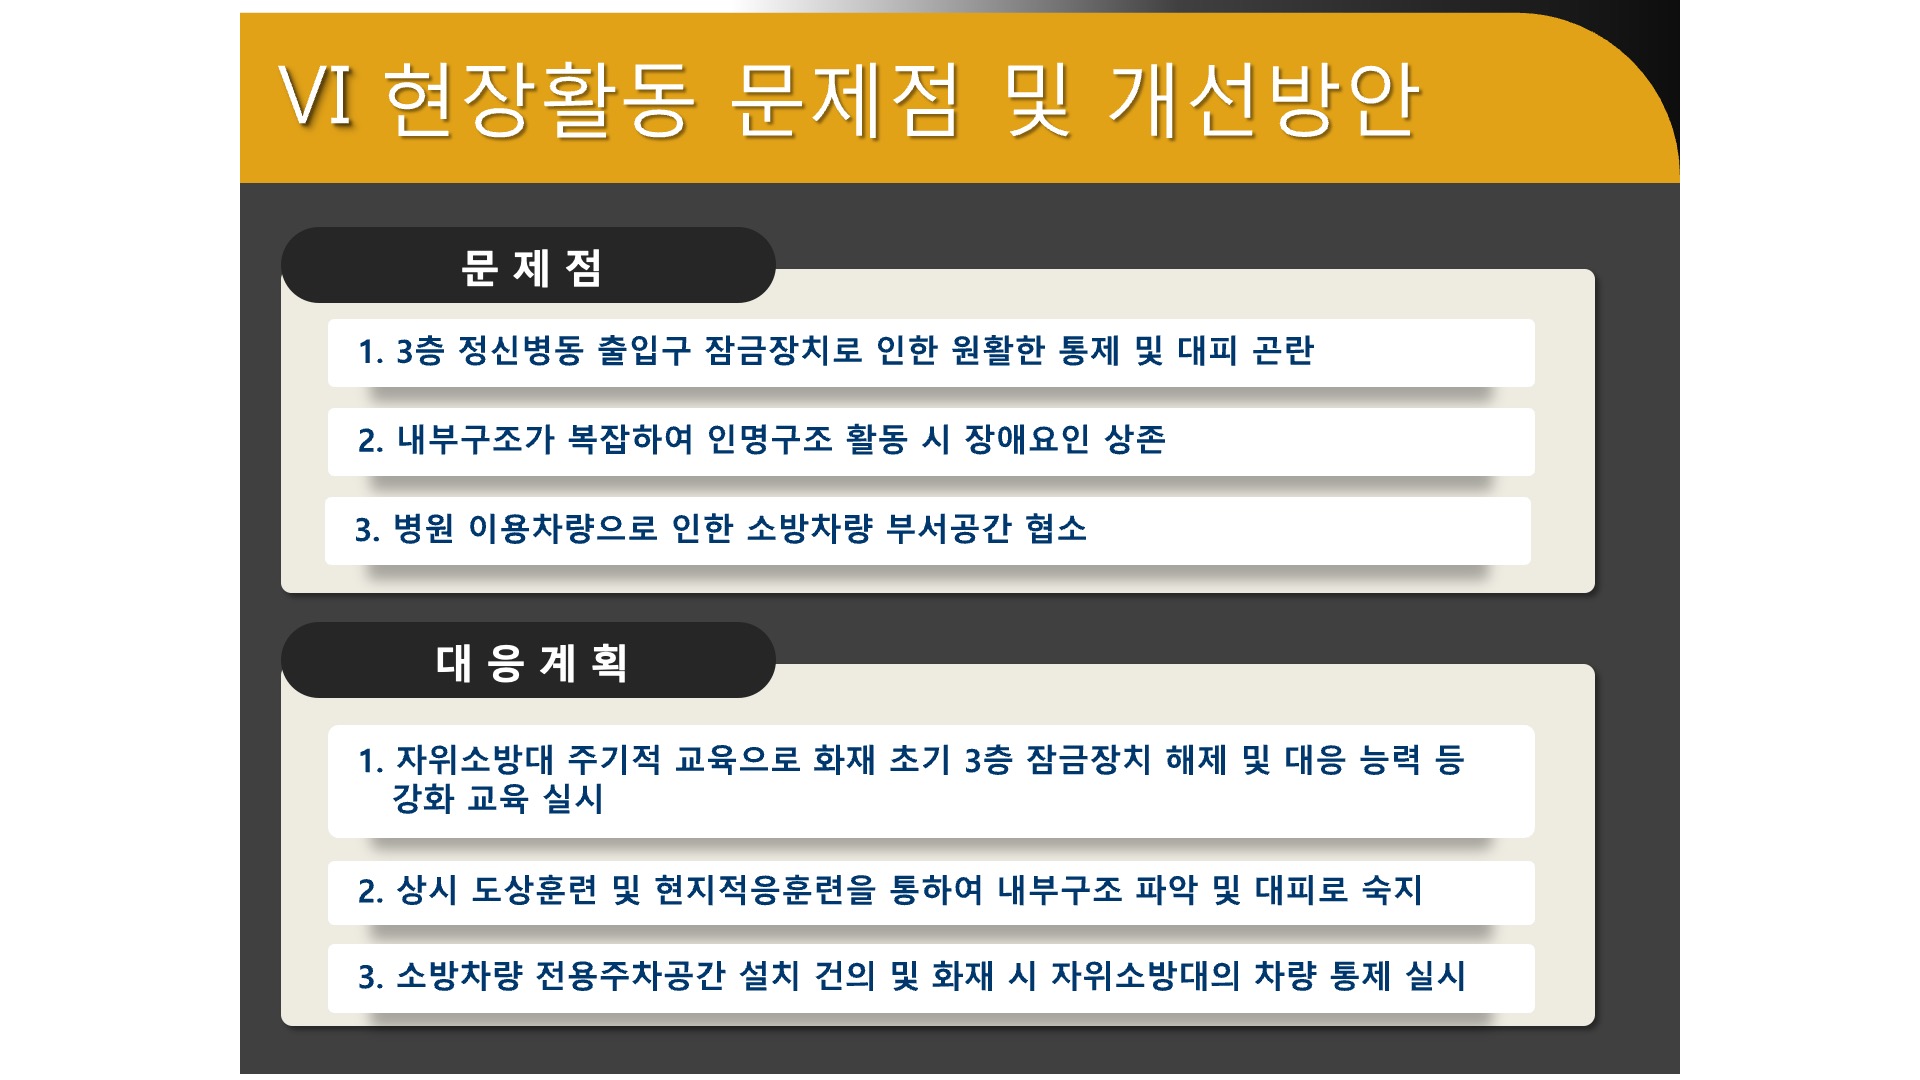 VI 현장활동 문제점 및 개선방안
문 제 점
1. 3층 정신병동 출입구 잠금장치로 인한 원활한 통제 및 대피 곤란
2. 내부구조가 복잡하여 인명구조 활동 시 장애요인 상존
3. 병원 이용차량으로 인한 소방차량 부서공간 협소
대 응 계 획
1. 자위소방대 주기적 교육으로 화재 초기 3층 잠금장치 해제 및 대응 능력 등
강화 교육 실시
2. 상시 도상훈련 및 현지적응훈련을 통하여 내부구조 파악 및 대피로 숙지
3. 소방차량 전용주차공간 설치 건의 및 화재 시 자위소방대의 차량 통제 실시